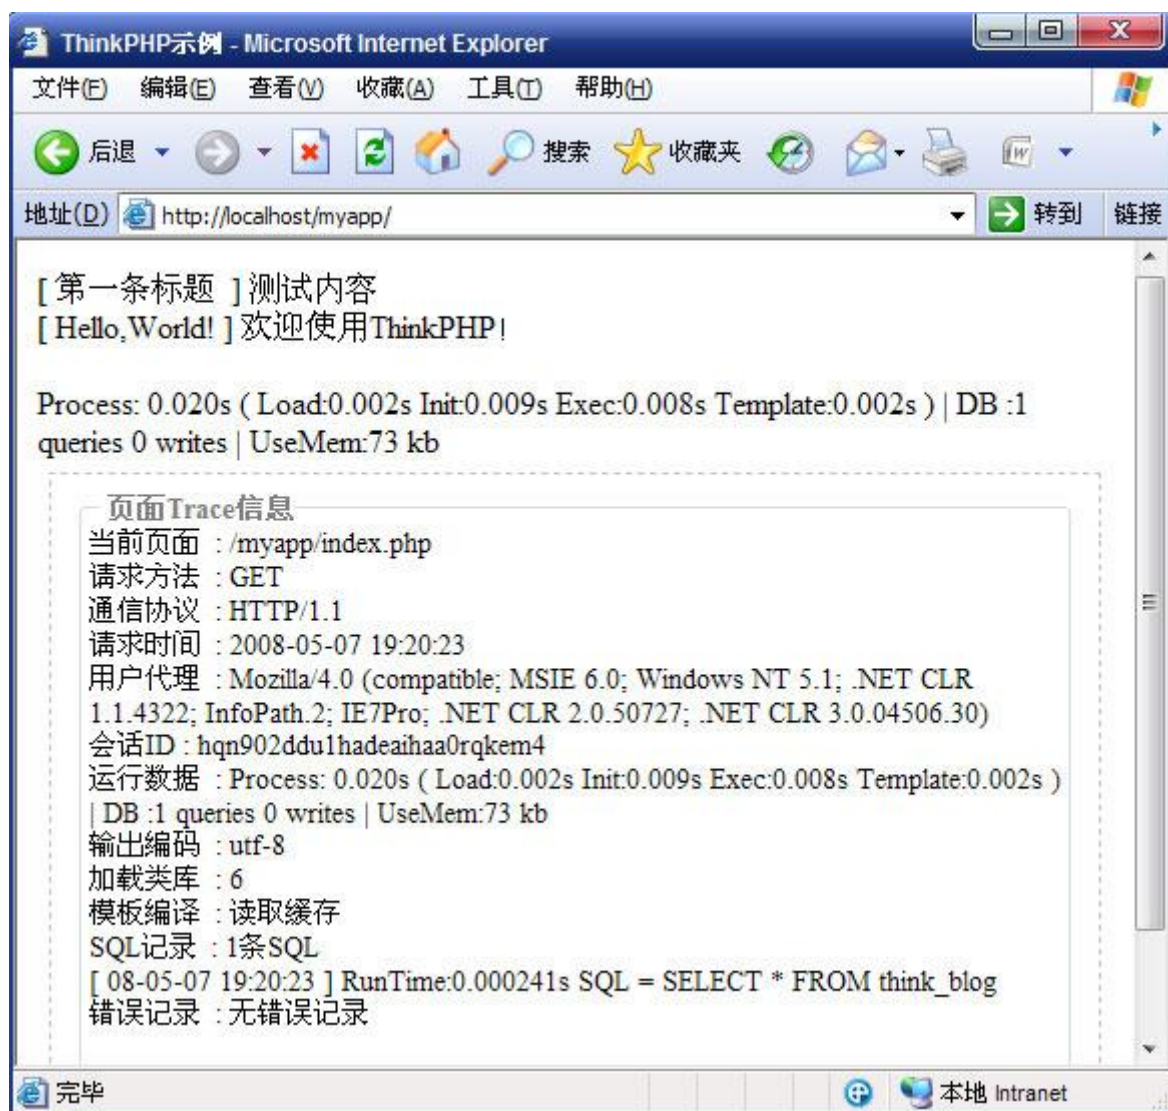 ThinkPHP示例 - Microsoft Internet Explorer
文件(F) 编辑(E) 查看(V) 收藏(A) 工具(T) 帮助(H)
后退 搜索 收藏夹 W
地址(D) http://localhost/myapp/ 转到 链接
[ 第一条标题 ] 测试内容
[ Hello,World! ] 欢迎使用ThinkPHP!
Process: 0.020s ( Load:0.002s Init:0.009s Exec:0.008s Template:0.002s ) | DB :1
queries 0 writes | UseMem:73 kb
页面Trace信息
当前页面 : /myapp/index.php
请求方法 : GET
通信协议 : HTTP/1.1
请求时间 : 2008-05-07 19:20:23
用户代理 : Mozilla/4.0 (compatible; MSIE 6.0; Windows NT 5.1; .NET CLR
1.1.4322; InfoPath.2; IE7Pro; .NET CLR 2.0.50727; .NET CLR 3.0.04506.30)
会话ID : hqn902ddu1hadeaihaa0rqkem4
运行数据 : Process: 0.020s ( Load:0.002s Init:0.009s Exec:0.008s Template:0.002s )
| DB :1 queries 0 writes | UseMem:73 kb
输出编码 : utf-8
加载类库 : 6
模板编译 : 读取缓存
SQL记录 : 1条SQL
[ 08-05-07 19:20:23 ] RunTime:0.000241s SQL = SELECT * FROM think_blog
错误记录 : 无错误记录
完毕 本地 Intranet